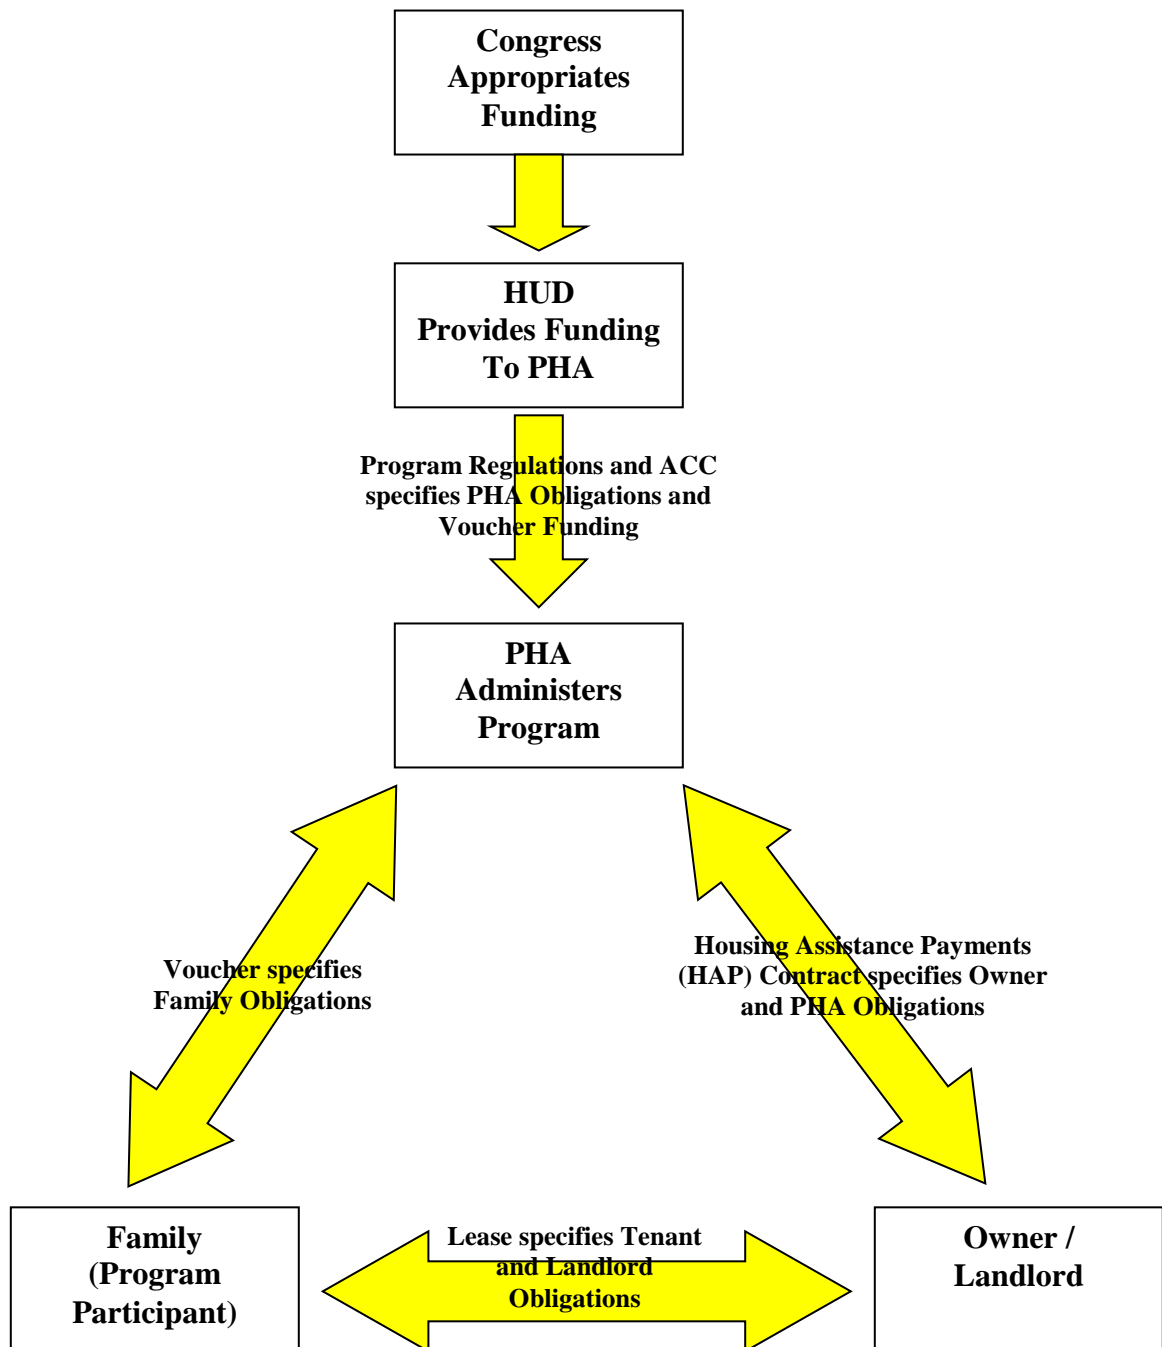 Congress
Appropriates
Funding
HUD
Provides Funding
To PHA
Program Regulations and ACC
specifies PHA Obligations and
Voucher Funding
PHA
Administers
Program
Voucher specifies
Family Obligations
Housing Assistance Payments
(HAP) Contract specifies Owner
and PHA Obligations
Family
(Program
Participant)
Lease specifies Tenant
and Landlord
Obligations
Owner /
Landlord